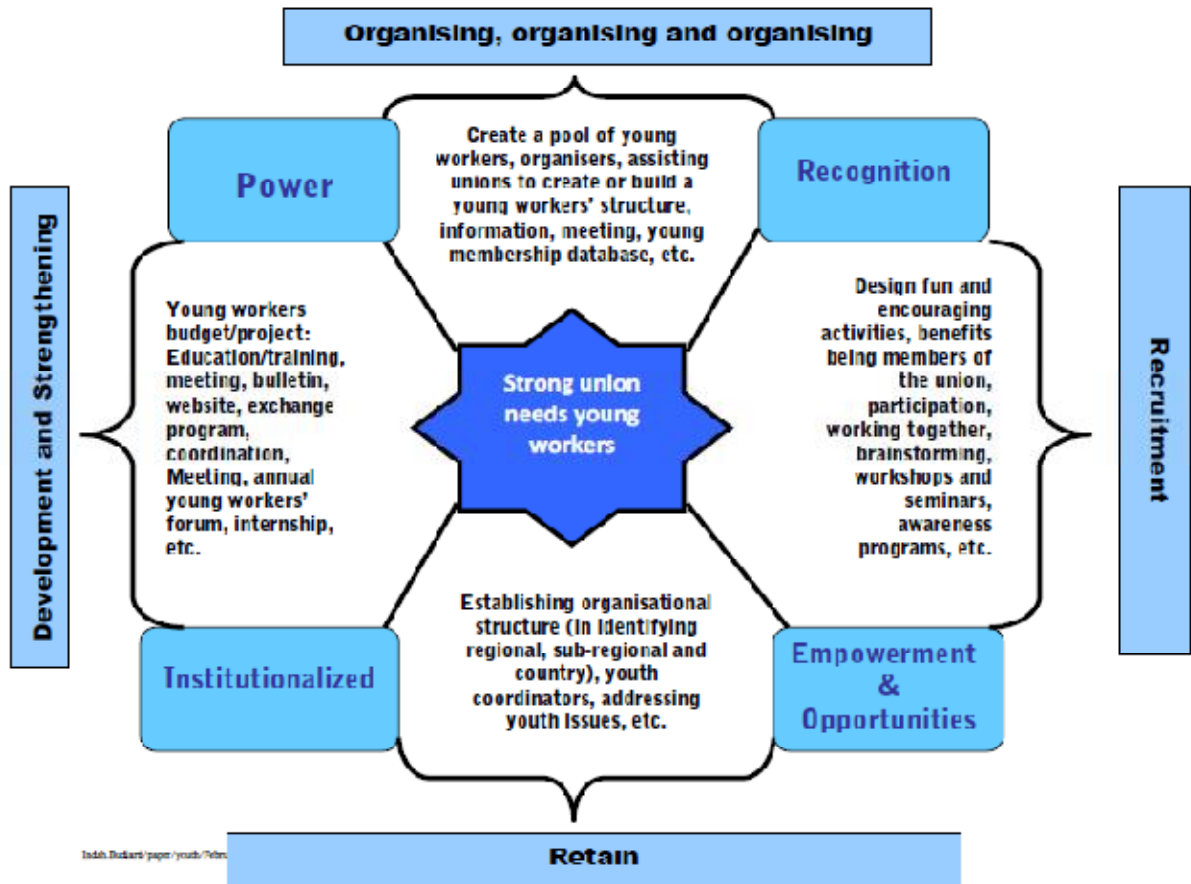 Organising, organising and organising
Power
Create a pool of young
workers, organisers, assisting
unions to create or build a
young workers' structure,
information, meeting, young
membership database, etc.
Recognition
Development and Strengthening
Young workers
budget/project:
Education/training,
meeting, bulletin,
website, exchange
program,
coordination,
Meeting, annual
young workers'
forum, internship,
etc.
Strong union
needs young
workers
Design fun and
encouraging
activities, benefits
being members of
the union,
participation,
working together,
brainstorming,
workshops and
seminars,
awareness
programs, etc.
Recruitment
Institutionalized
Establishing organisational
structure (in identifying
regional, sub-regional and
country), youth
coordinators, addressing
youth issues, etc.
Empowerment
&
Opportunities
Retain
/paper/youth/